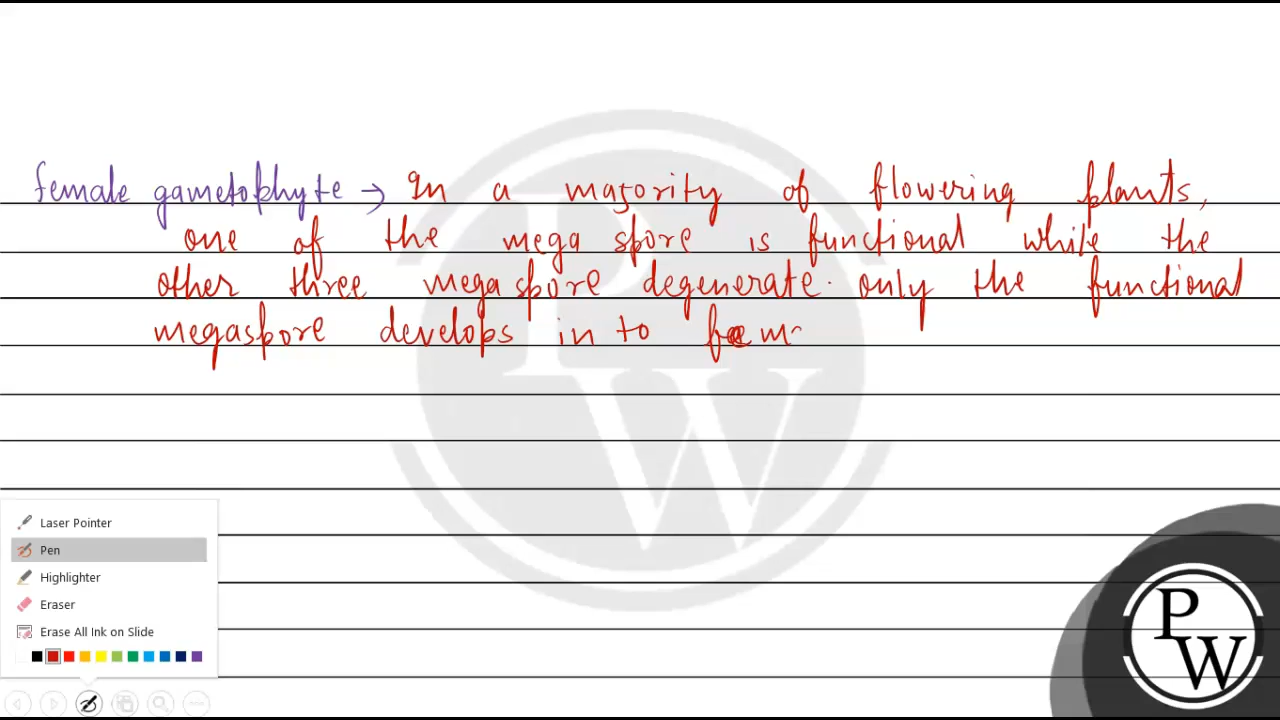 female gametophyte → In a majority of flowering plants,
one of the mega spore is functional while the
other three mega spore degenerate. only the functional
megaspore develops in to
Laser Pointer
Pen
Highlighter
Eraser
Erase All Ink on Slide
PW
PW